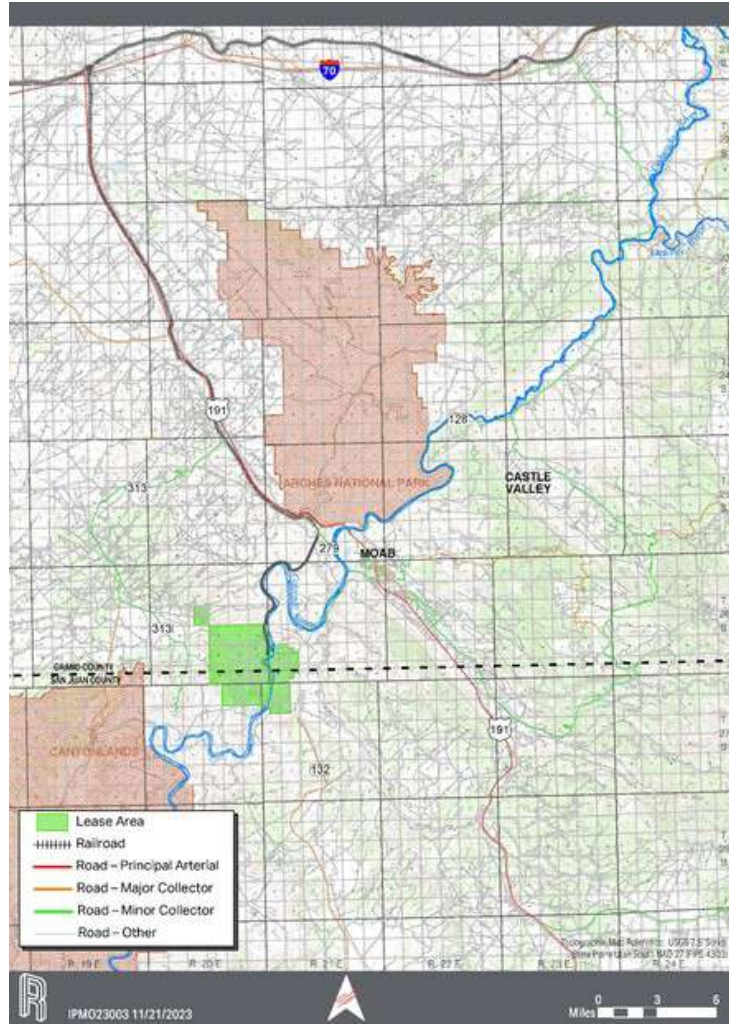 70
191
128
ARCHES NATIONAL PARK
CASTLE
VALLEY
313
279
MOAB
313
GRAND COUNTY
SAN JUAN COUNTY
CANYONLANDS
191
132
Lease Area
Railroad
Road – Principal Arterial
Road – Major Collector
Road – Minor Collector
Road – Other
R. 19 E.
R. 20 E.
R. 21 E.
R. 22 E.
R. 23 E.
R. 24 E.
IPMO23003 11/21/2023
Miles
0 3 6